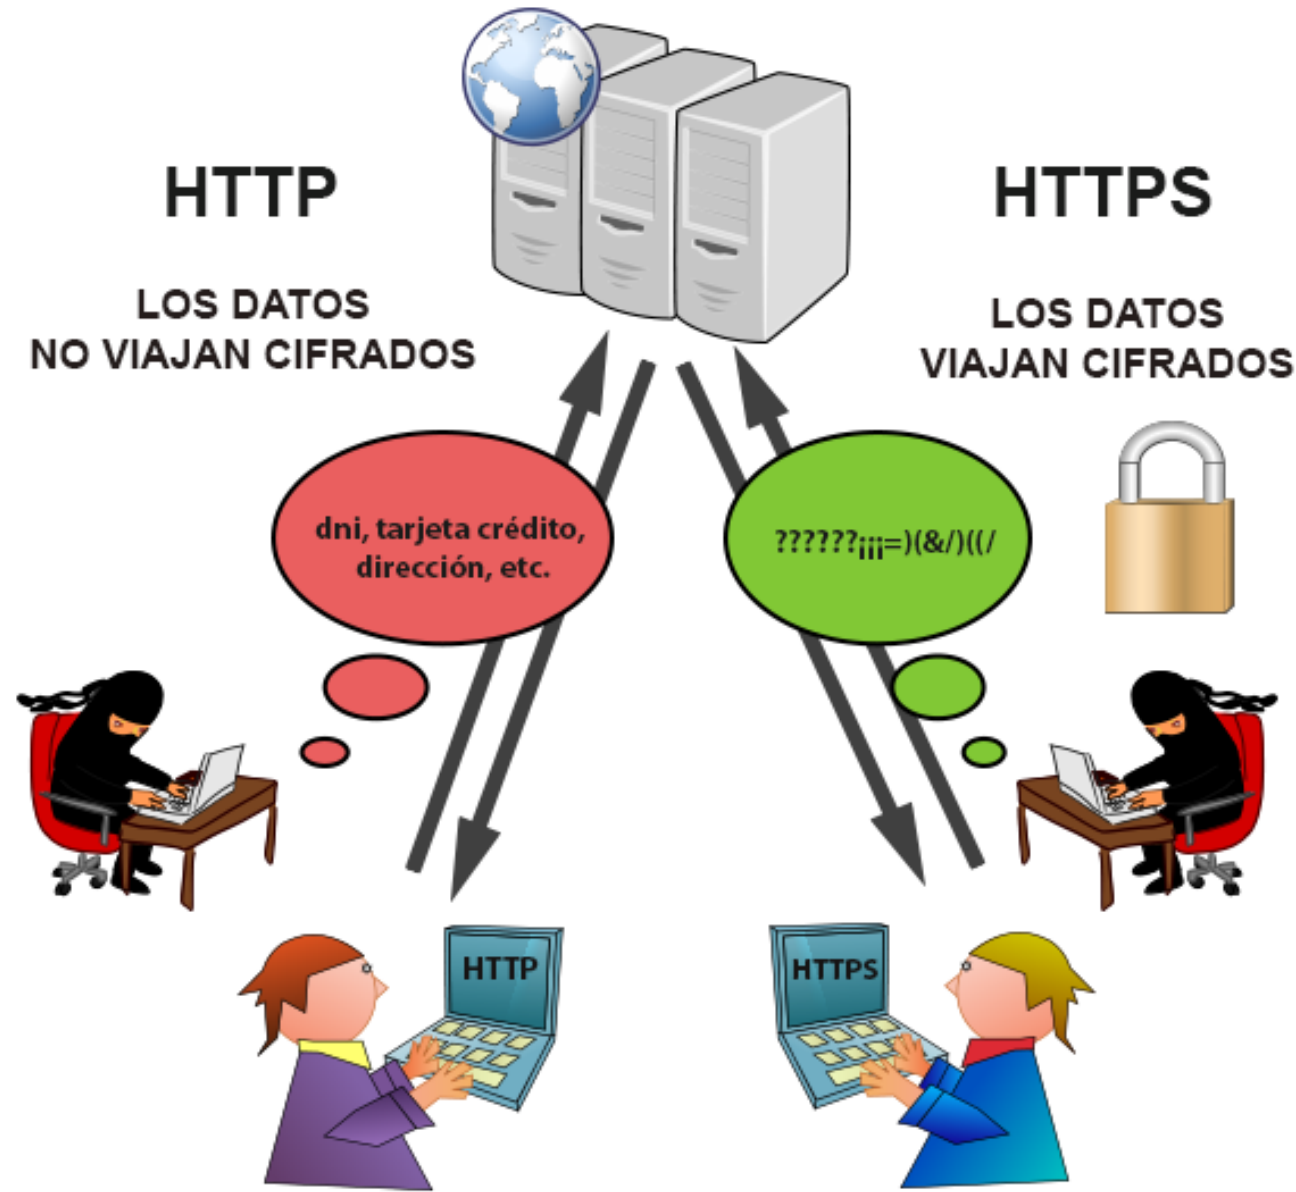 HTTP
LOS DATOS
NO VIAJAN CIFRADOS
HTTPS
LOS DATOS
VIAJAN CIFRADOS
dni, tarjeta crédito,
dirección, etc.
??????¡¡¡=)(&/)((/
HTTP
HTTPS